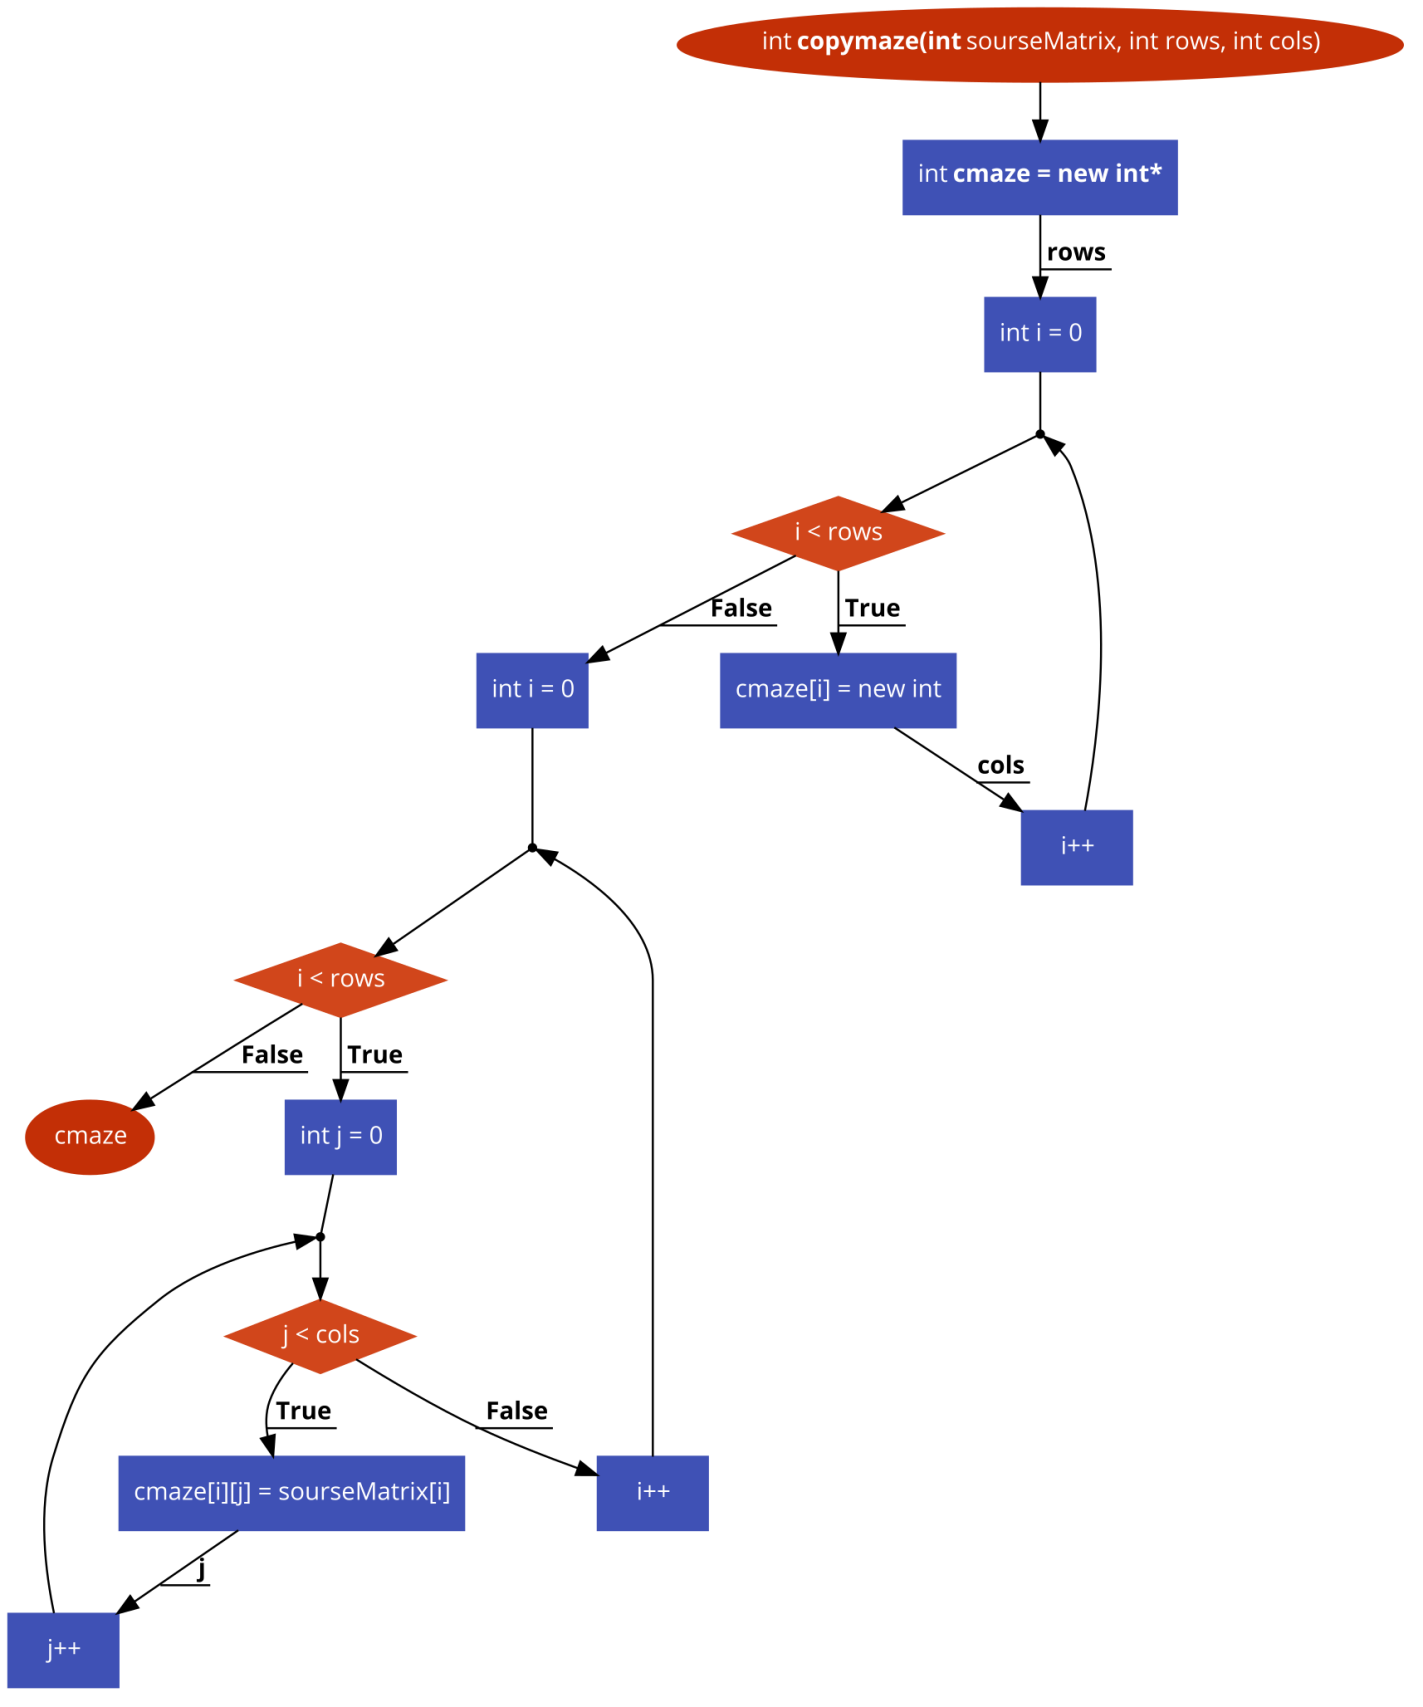 int copymaze(int sourseMatrix, int rows, int cols)
int cmaze = new int*
rows
int i = 0
i < rows
False
True
int i = 0
cmaze[i] = new int
cols
i++
i < rows
False
True
cmaze
int j = 0
j < cols
True
False
cmaze[i][j] = sourseMatrix[i]
i++
j
j++